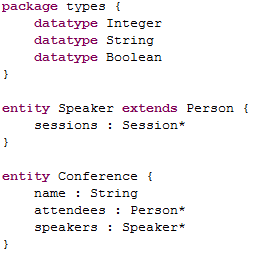 package types {
    datatype Integer
    datatype String
    datatype Boolean
}
entity Speaker extends Person {
    sessions : Session*
}
entity Conference {
    name : String
    attendees : Person*
    speakers : Speaker*
}